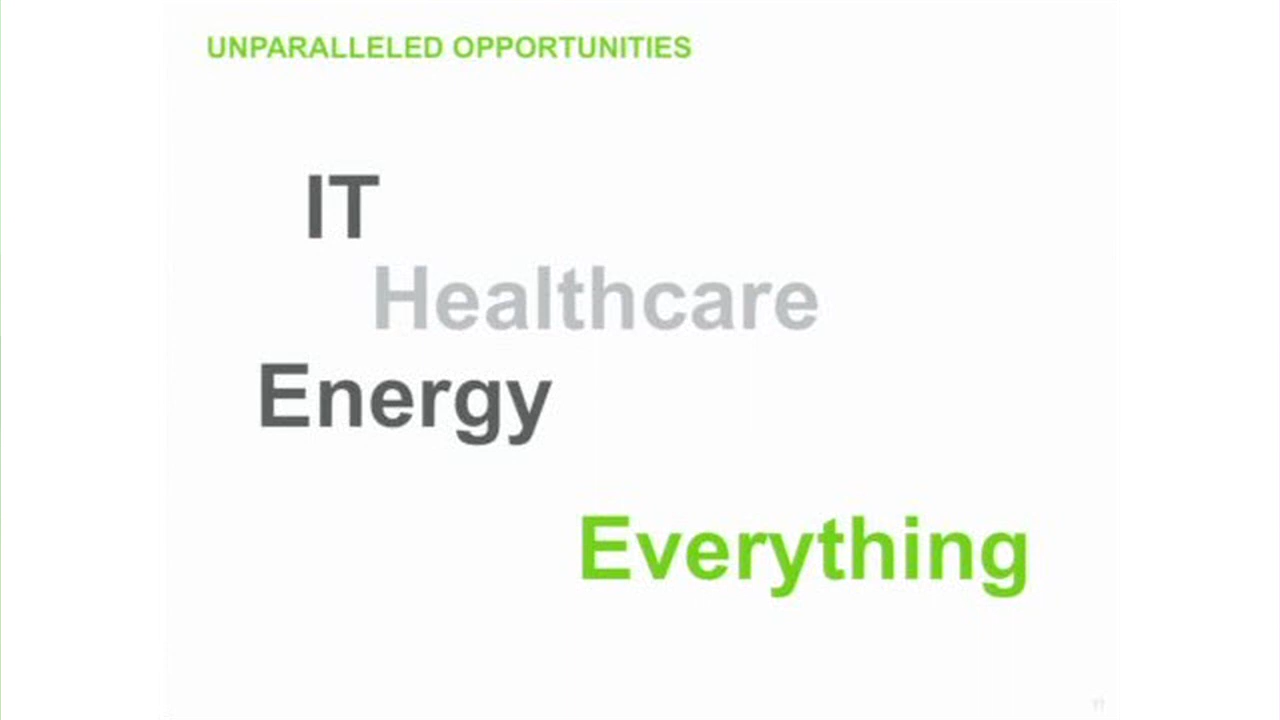 UNPARALLELED OPPORTUNITIES
IT
Healthcare
Energy
Everything